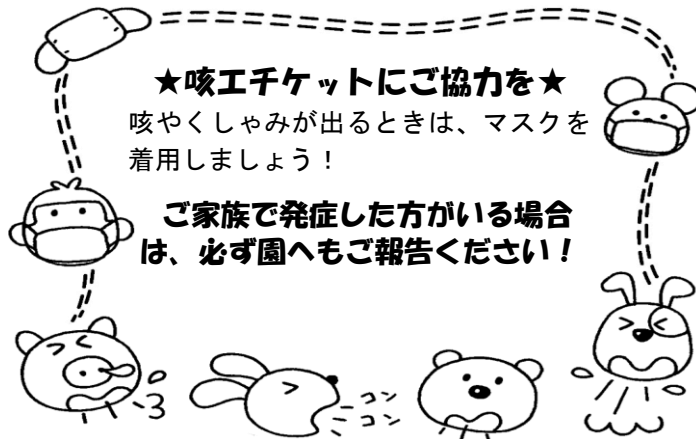 ★咳エチケットにご協力を★
咳やくしゃみが出るときは、マスクを
着用しましょう！
ご家族で発症した方がいる場合
は、必ず園へもご報告ください！
コン
コン